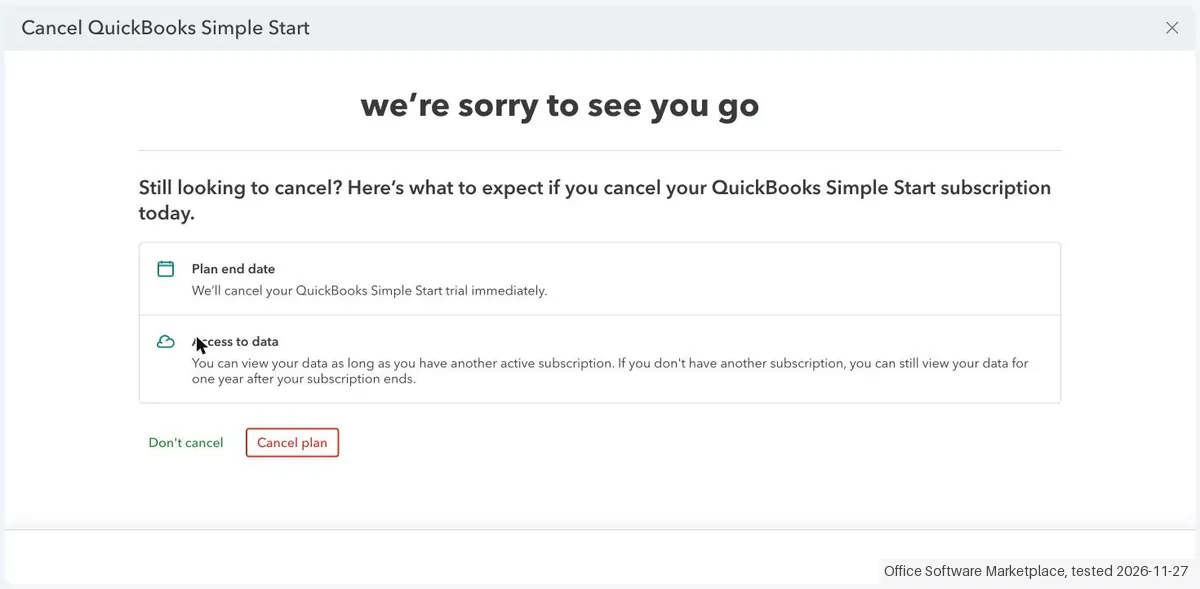 Cancel QuickBooks Simple Start
we’re sorry to see you go
Still looking to cancel? Here’s what to expect if you cancel your QuickBooks Simple Start subscription
today.
Plan end date
We’ll cancel your QuickBooks Simple Start trial immediately.
Access to data
You can view your data as long as you have another active subscription. If you don't have another subscription, you can still view your data for
one year after your subscription ends.
Don't cancel
Cancel plan
Office Software Marketplace, tested 2026-11-27